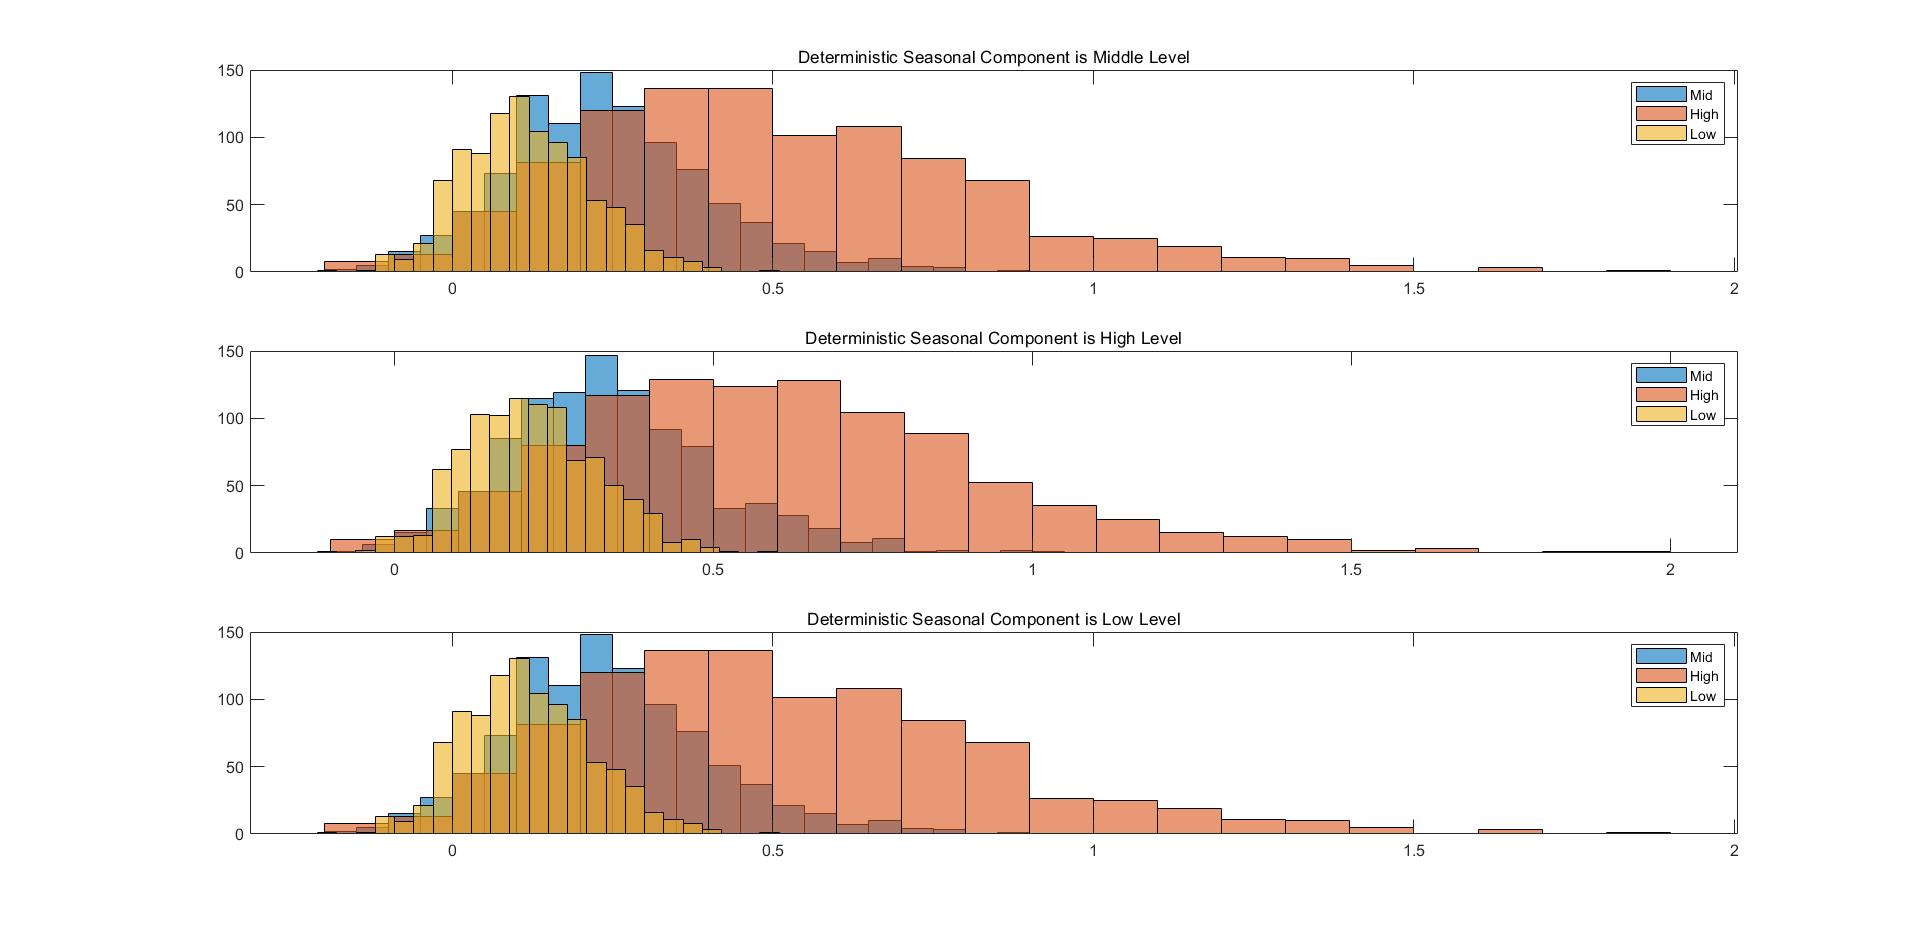 Deterministic Seasonal Component is Middle Level
150
100
50
0
0 0.5 1 1.5 2
Mid
High
Low
Deterministic Seasonal Component is High Level
150
100
50
0
0 0.5 1 1.5 2
Mid
High
Low
Deterministic Seasonal Component is Low Level
150
100
50
0
0 0.5 1 1.5 2
Mid
High
Low